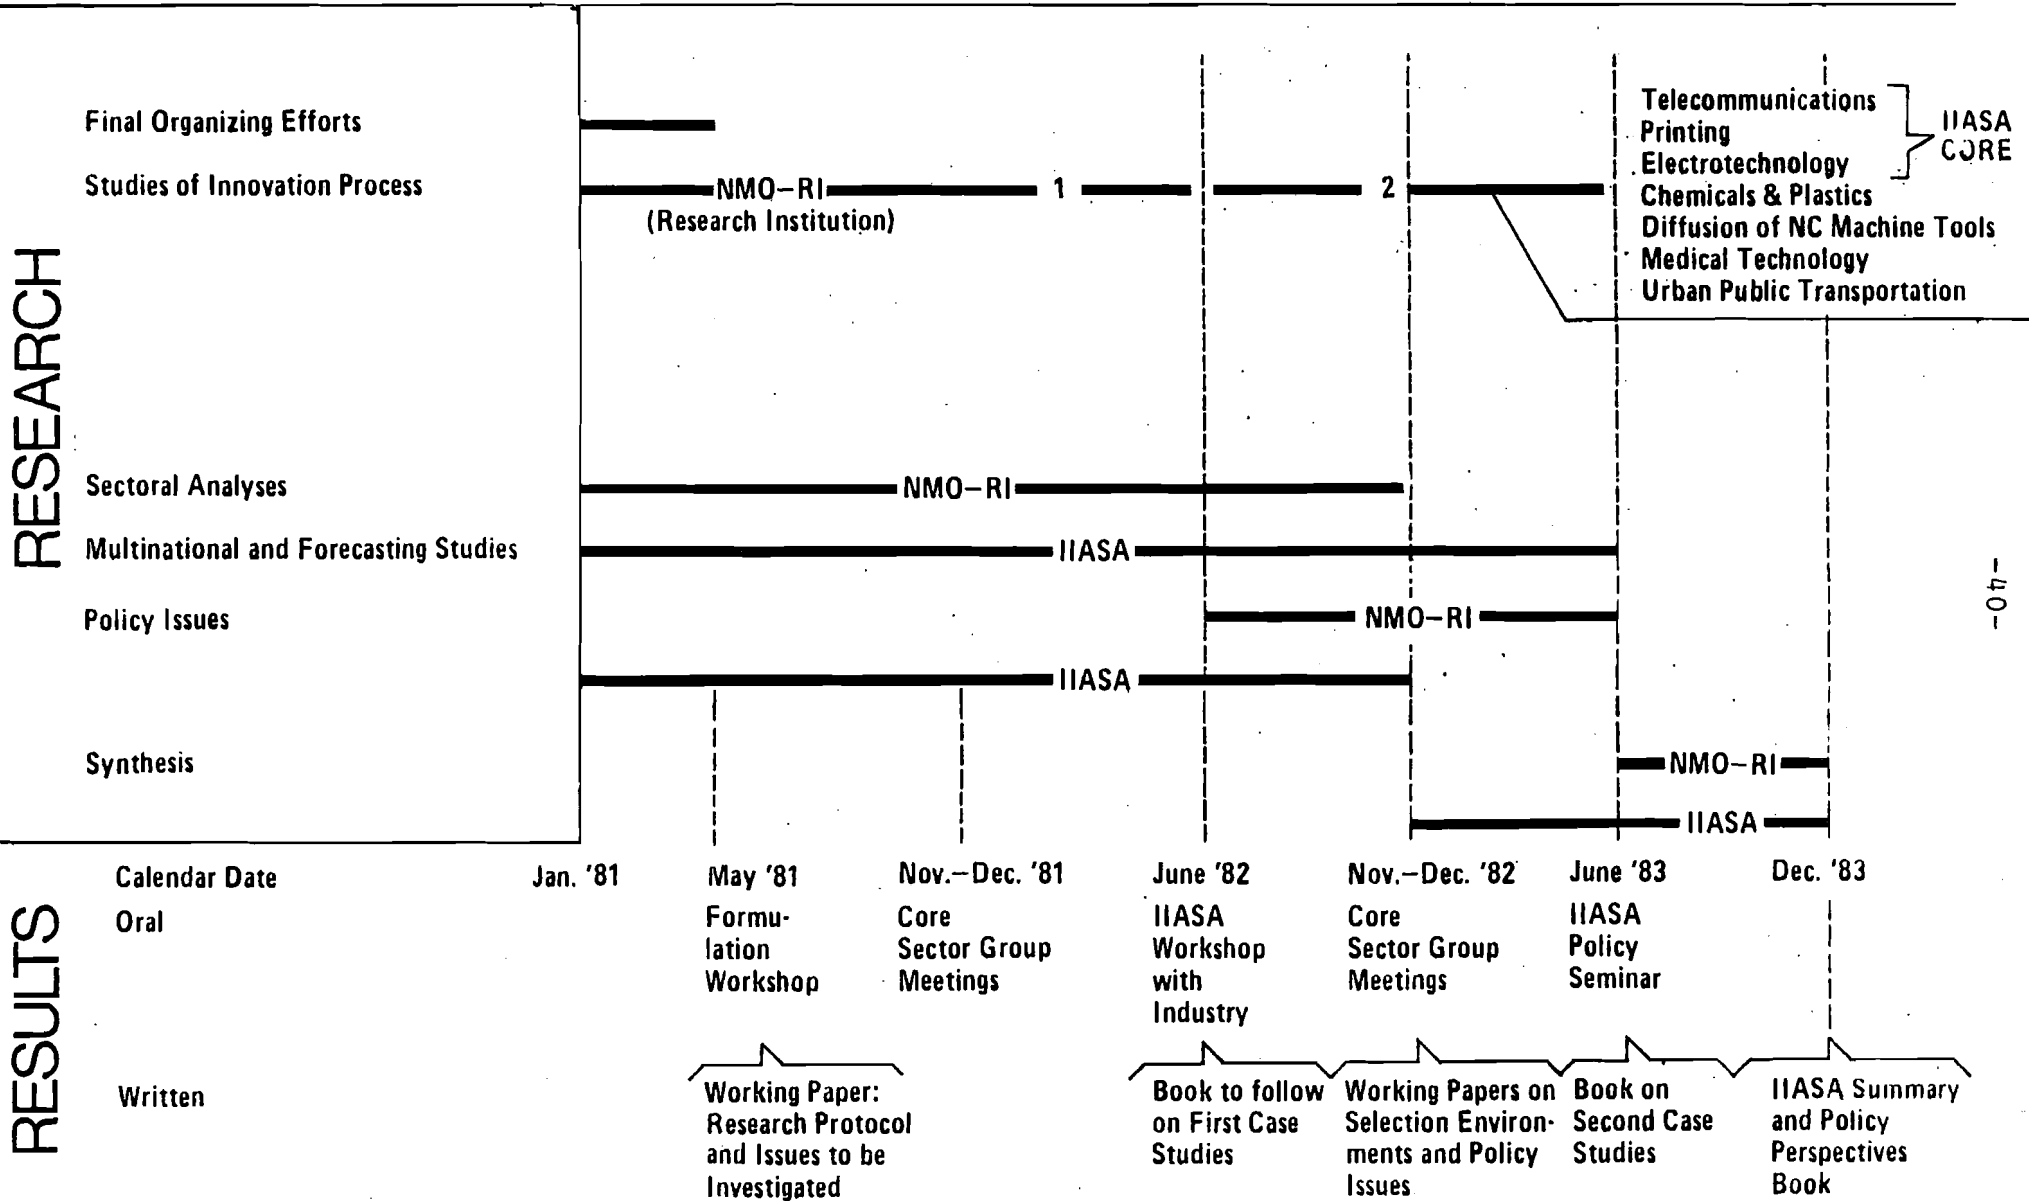 RESEARCH
Final Organizing Efforts
Studies of Innovation Process
NMO–RI
(Research Institution)
1
2
Telecommunications
Printing
Electrotechnology
Chemicals & Plastics
Diffusion of NC Machine Tools
Medical Technology
Urban Public Transportation
IIASA
CORE
Sectoral Analyses
NMO–RI
Multinational and Forecasting Studies
IIASA
Policy Issues
NMO–RI
IIASA
Synthesis
NMO–RI
IIASA
-40-
RESULTS
Calendar Date
Jan. '81
May '81
Nov.–Dec. '81
June '82
Nov.–Dec. '82
June '83
Dec. '83
Oral
Formu-
lation
Workshop
Core
Sector Group
Meetings
IIASA
Workshop
with
Industry
Core
Sector Group
Meetings
IIASA
Policy
Seminar
Written
Working Paper:
Research Protocol
and Issues to be
Investigated
Book to follow
on First Case
Studies
Working Papers on
Selection Environ-
ments and Policy
Issues
Book on
Second Case
Studies
IIASA Summary
and Policy
Perspectives
Book